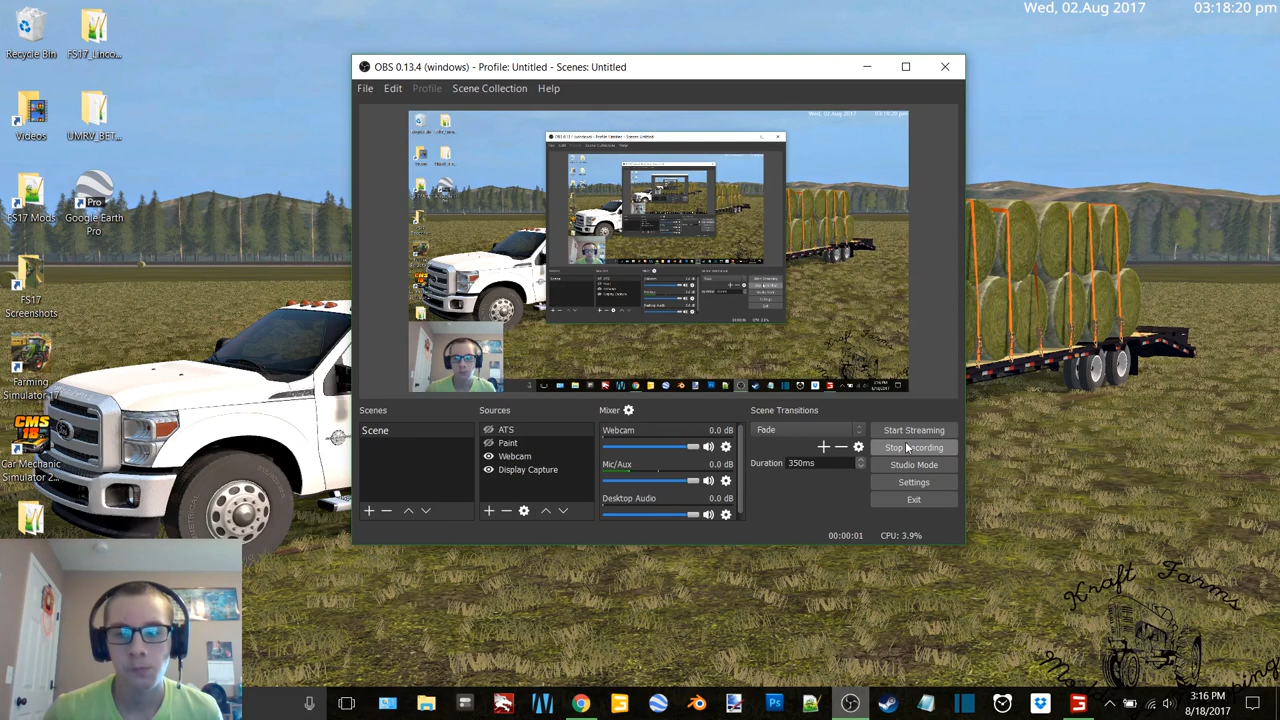 Wed, 02.Aug 2017 03:18:20 pm
Recycle Bin
FS17_Linco...
Videos
UMRV_BET...
FS17 Mods
Pro
Google Earth
Pro
FS17
Screenshots
Farming
Simulator 17
Car Mechanic
Simulator 2...
OBS 0.13.4 (windows) - Profile: Untitled - Scenes: Untitled
File Edit Profile Scene Collection Help
Scenes
Scene
Sources
ATS
Paint
Webcam
Display Capture
Mixer
Webcam 0.0 dB
Mic/Aux 0.0 dB
Desktop Audio 0.0 dB
Scene Transitions
Fade
Duration 350ms
Start Streaming
Stop Recording
Studio Mode
Settings
Exit
00:00:01 CPU: 3.9%
Kraft Farms
3:16 PM
8/18/2017